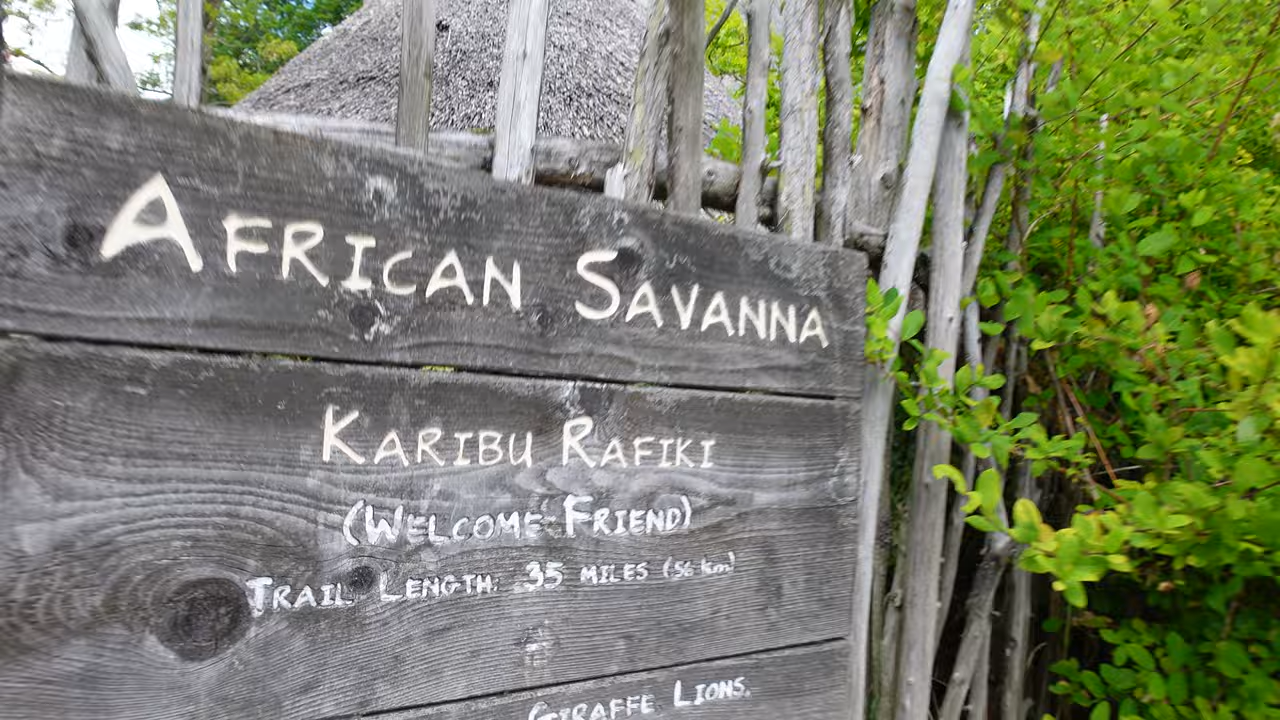 AFRICAN SAVANNA
KARIBU RAFIKI
(WELCOME FRIEND)
TRAIL LENGTH: .35 MILES (.56 km)
GIRAFFE LIONS,